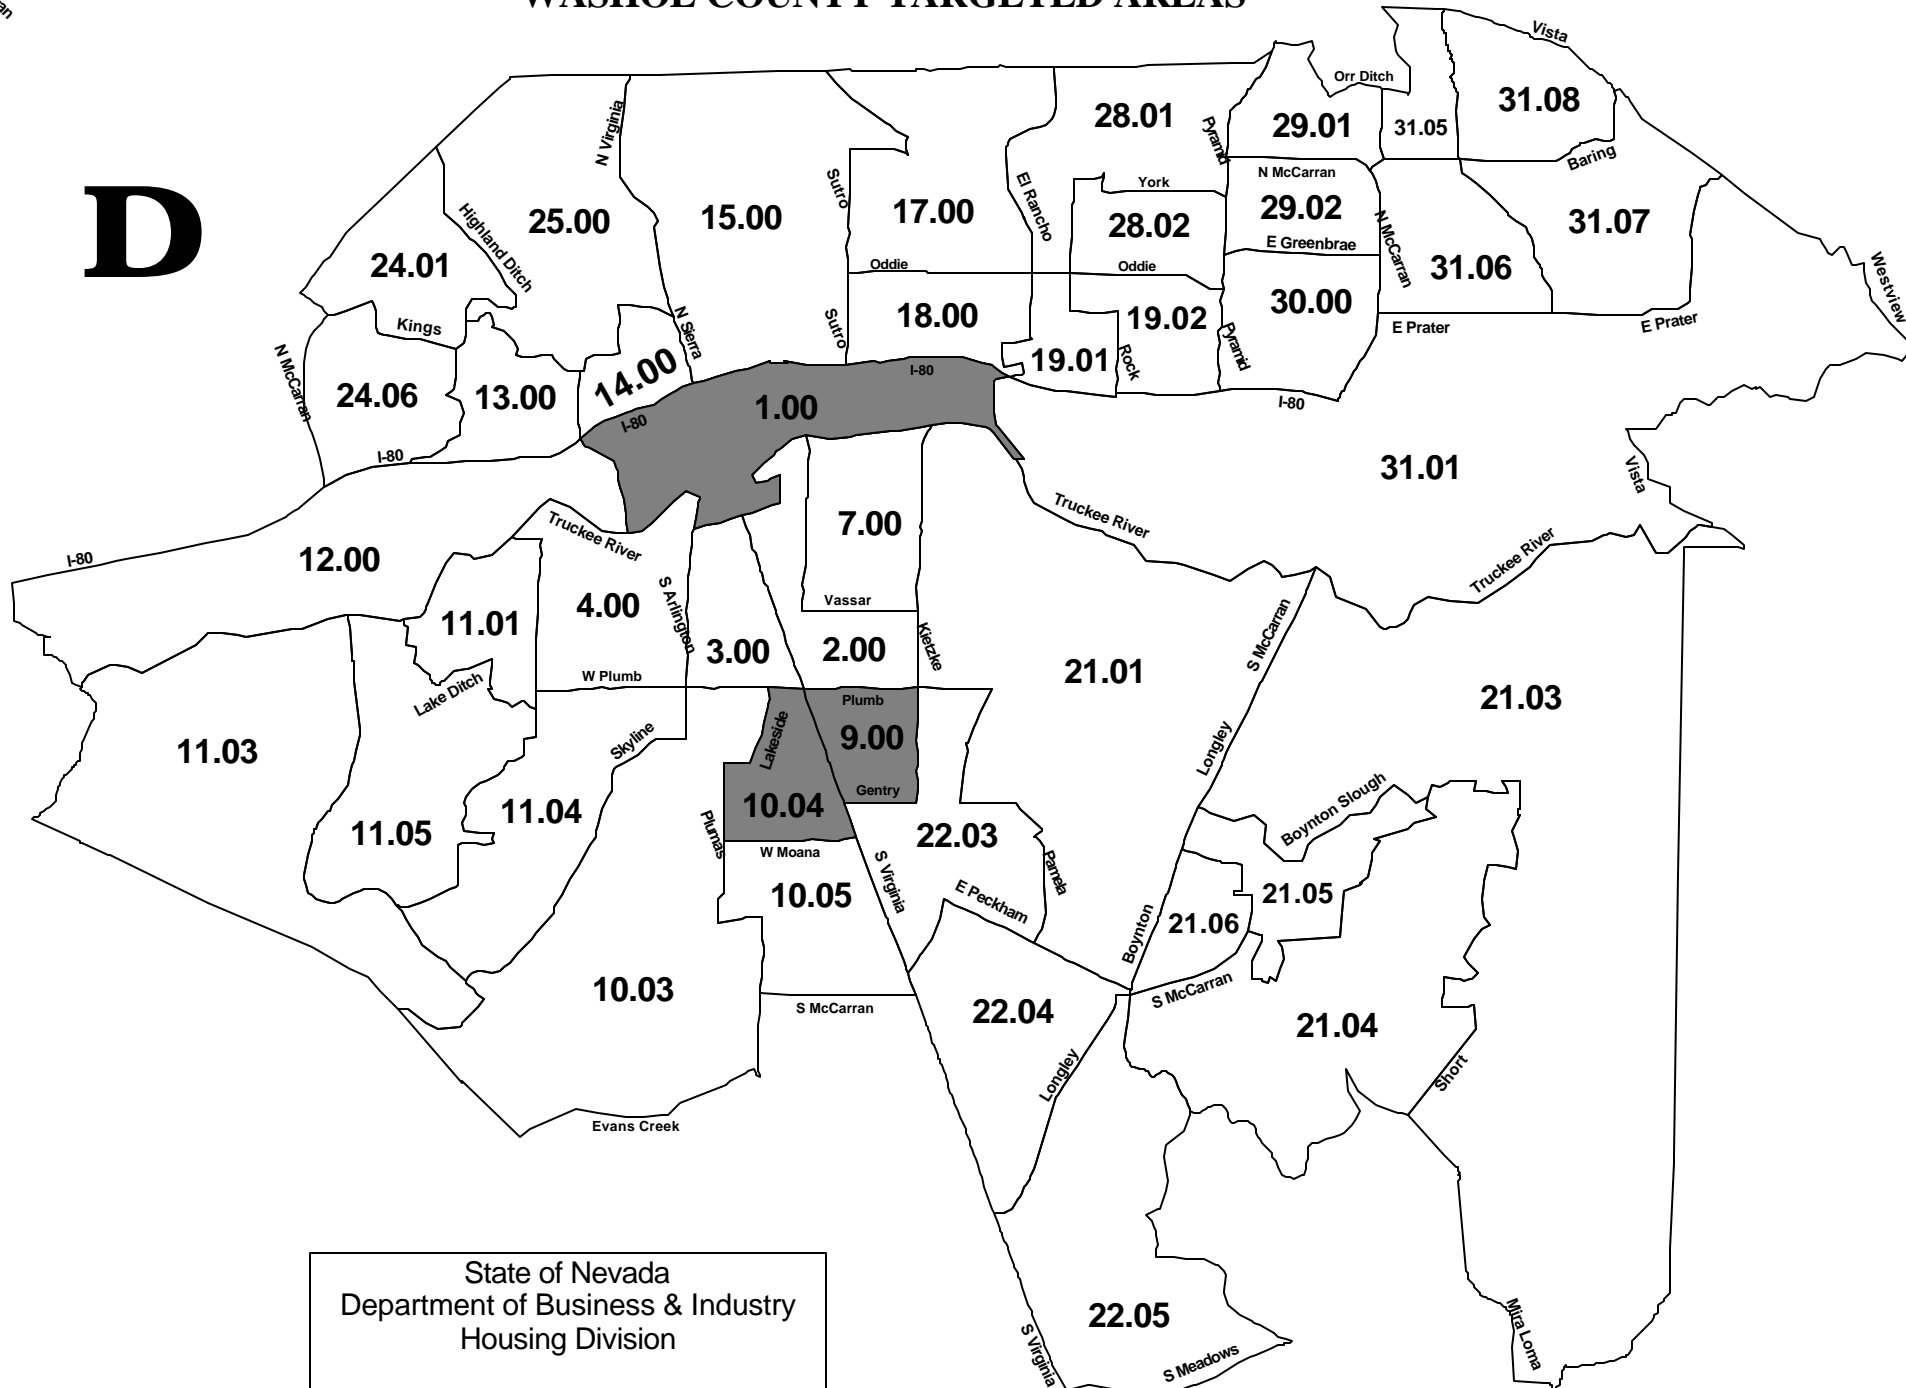 WASHOE COUNTY TARGETED AREAS
D
Vista
Orr Ditch
31.08
28.01
29.01
31.05
N Virginia
Pyramid
Baring
N McCarran
York
El Rancho
Sutro
15.00
17.00
25.00
28.02
29.02
31.07
Highland Ditch
N McCarran
E Greenbrae
24.01
Oddie
Oddie
31.06
Westview
30.00
18.00
19.02
Kings
N Sierra
Sutro
E Prater
E Prater
Pyramid
Rock
19.01
N McCarran
14.00
I-80
24.06
13.00
1.00
I-80
I-80
I-80
31.01
Vista
7.00
Truckee River
Truckee River
Truckee River
I-80
12.00
4.00
S Arlington
Vassar
11.01
3.00
2.00
Kietzke
S McCarran
21.01
W Plumb
Lake Ditch
Plumb
21.03
11.03
Skyline
Lakeside
9.00
Longley
Gentry
10.04
11.04
11.05
Plumas
22.03
Boynton Slough
W Moana
S Virginia
Pamela
10.05
E Peckham
21.05
21.06
Boynton
10.03
S McCarran
S McCarran
22.04
21.04
Longley
Short
Evans Creek
State of Nevada
Department of Business & Industry
Housing Division
22.05
S Virginia
S Meadows
Mira Loma